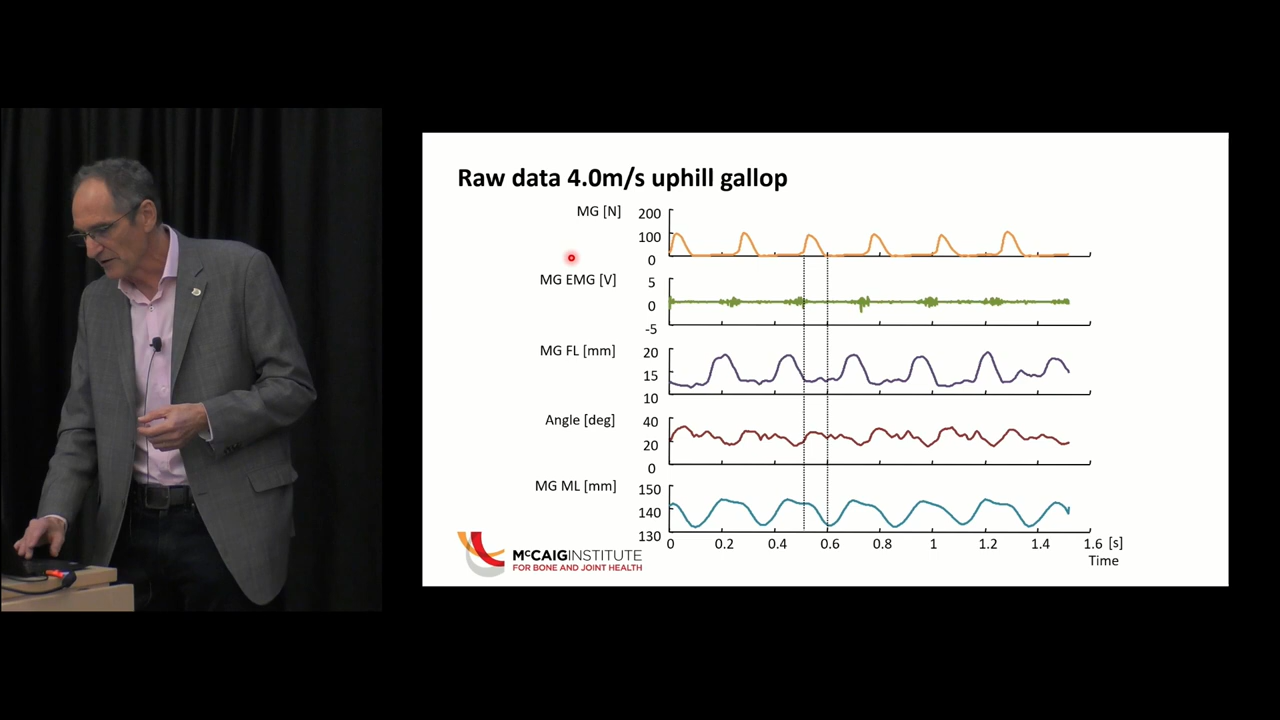 Raw data 4.0m/s uphill gallop
MG [N]
200
100
0
MG EMG [V]
5
0
-5
MG FL [mm]
20
15
10
Angle [deg]
40
20
0
MG ML [mm]
150
140
130
0 0.2 0.4 0.6 0.8 1 1.2 1.4 1.6 [s]
Time
McCAIG INSTITUTE
FOR BONE AND JOINT HEALTH